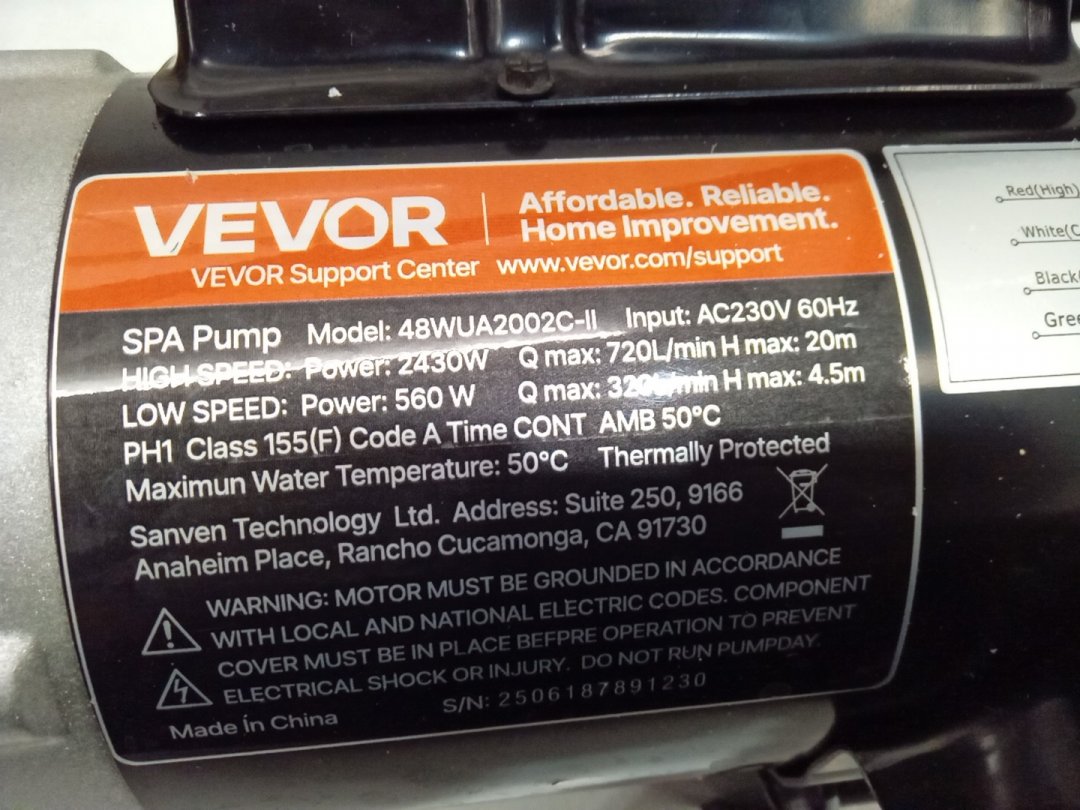 VEVOR
Affordable. Reliable.
Home Improvement.
VEVOR Support Center www.vevor.com/support
SPA Pump Model: 48WUA2002C-II Input: AC230V 60Hz
HIGH SPEED: Power: 2430W Q max: 720L/min H max: 20m
LOW SPEED: Power: 560 W Q max: 320L/min H max: 4.5m
PH1 Class 155(F) Code A Time CONT AMB 50°C
Maximun Water Temperature: 50°C Thermally Protected
Sanven Technology Ltd. Address: Suite 250, 9166
Anaheim Place, Rancho Cucamonga, CA 91730
WARNING: MOTOR MUST BE GROUNDED IN ACCORDANCE
WITH LOCAL AND NATIONAL ELECTRIC CODES. COMPONENT
COVER MUST BE IN PLACE BEFPRE OPERATION TO PREVENT
ELECTRICAL SHOCK OR INJURY. DO NOT RUN PUMPDAY.
Made in China S/N: 2506187891230
Red(High)
White(
Black
Gree